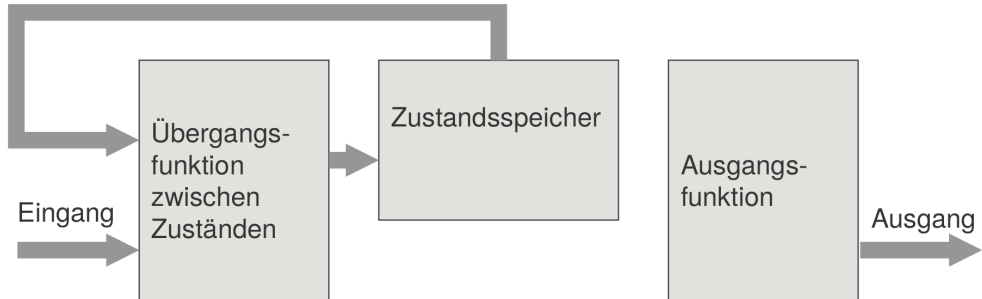 Übergangs-
funktion
zwischen
Zuständen
Zustandsspeicher
Ausgangs-
funktion
Eingang
Ausgang